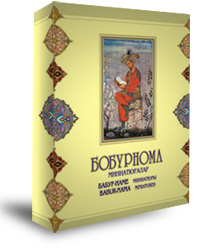 БОБУРНОМА
МИНИАТЮРАЛАР
БАБУР-НАМЕ МИНИАТЮРЫ
BABUR-NAMA MINIATURES